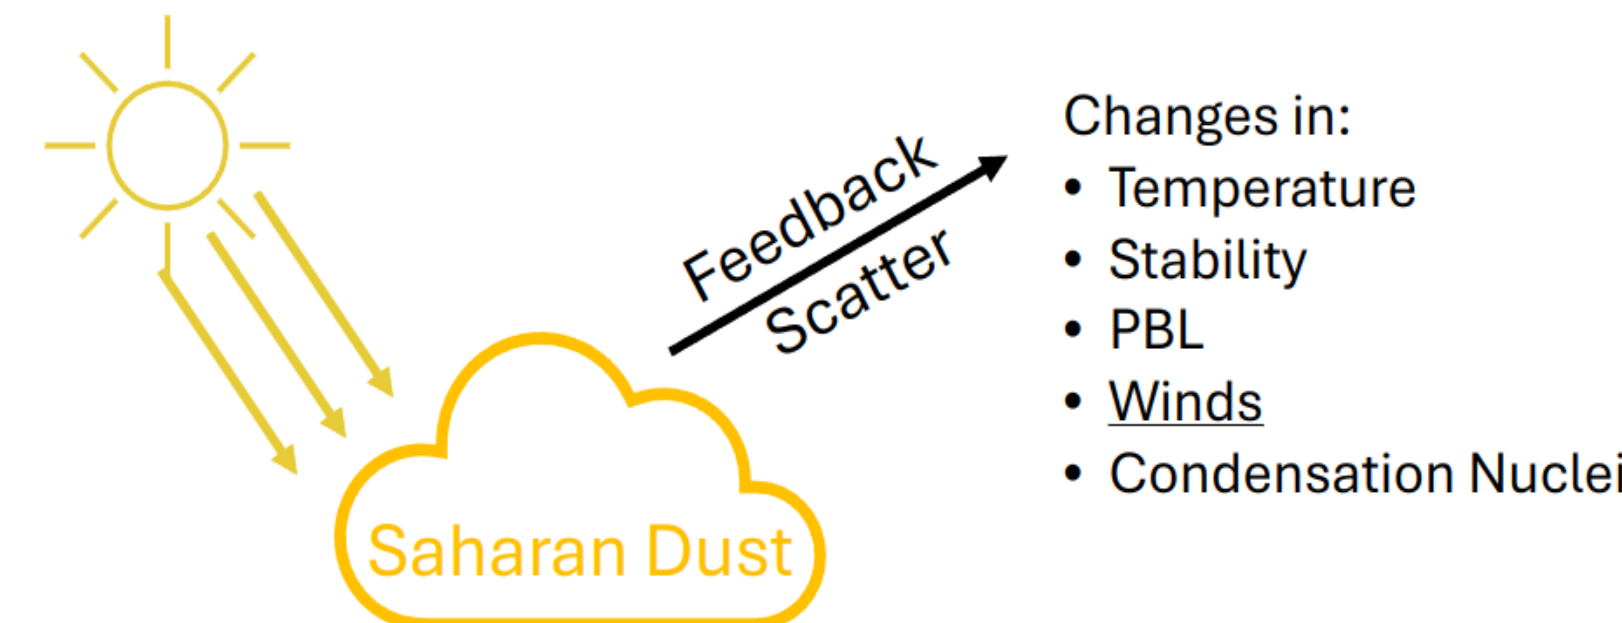 Feedback
Scatter
Saharan Dust
Changes in:
• Temperature
• Stability
• PBL
• Winds
• Condensation Nuclei